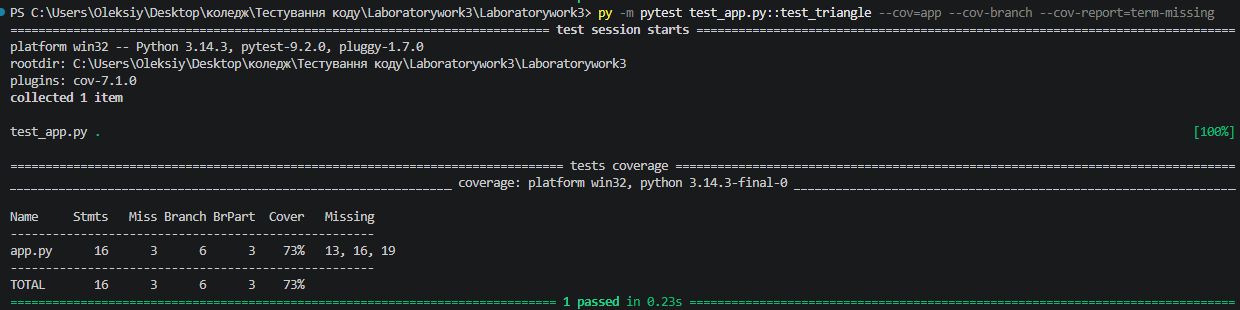 PS C:\Users\Oleksiy\Desktop\коледж\Тестування коду\Laboratorywork3\Laboratorywork3> py -m pytest test_app.py::test_triangle --cov=app --cov-branch --cov-report=term-missing
================================ test session starts ================================
platform win32 -- Python 3.14.3, pytest-9.2.0, pluggy-1.7.0
rootdir: C:\Users\Oleksiy\Desktop\коледж\Тестування коду\Laboratorywork3\Laboratorywork3
plugins: cov-7.1.0
collected 1 item
test_app.py . [100%]
================================ tests coverage ================================
________________________________ coverage: platform win32, python 3.14.3-final-0 ________________________________
Name Stmts Miss Branch BrPart Cover Missing
----------------------------------------------------
app.py 16 3 6 3 73% 13, 16, 19
----------------------------------------------------
TOTAL 16 3 6 3 73%
================================ 1 passed in 0.23s ================================